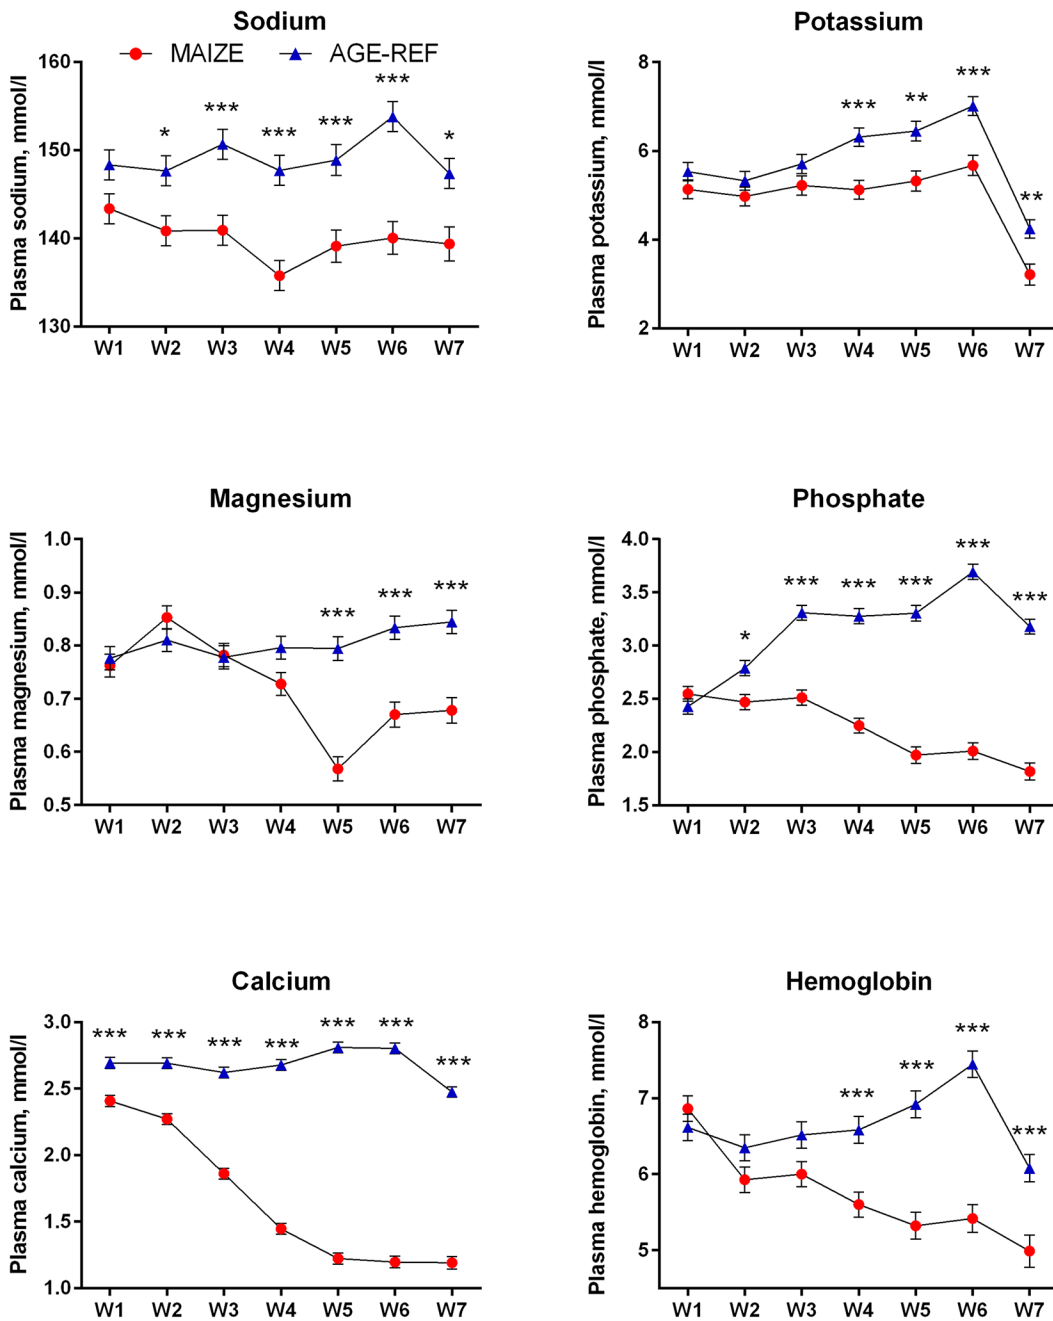 Sodium
MAIZE AGE-REF
Plasma sodium, mmol/l
160
150
140
130
* *** *** *** *** *
W1 W2 W3 W4 W5 W6 W7
Potassium
Plasma potassium, mmol/l
8
6
4
2
*** ** *** **
W1 W2 W3 W4 W5 W6 W7
Magnesium
Plasma magnesium, mmol/l
1.0
0.9
0.8
0.7
0.6
0.5
*** *** ***
W1 W2 W3 W4 W5 W6 W7
Phosphate
Plasma phosphate, mmol/l
4.0
3.5
3.0
2.5
2.0
1.5
* *** *** *** *** ***
W1 W2 W3 W4 W5 W6 W7
Calcium
Plasma calcium, mmol/l
3.0
2.5
2.0
1.5
1.0
*** *** *** *** *** *** ***
W1 W2 W3 W4 W5 W6 W7
Hemoglobin
Plasma hemoglobin, mmol/l
8
7
6
5
*** *** *** ***
W1 W2 W3 W4 W5 W6 W7